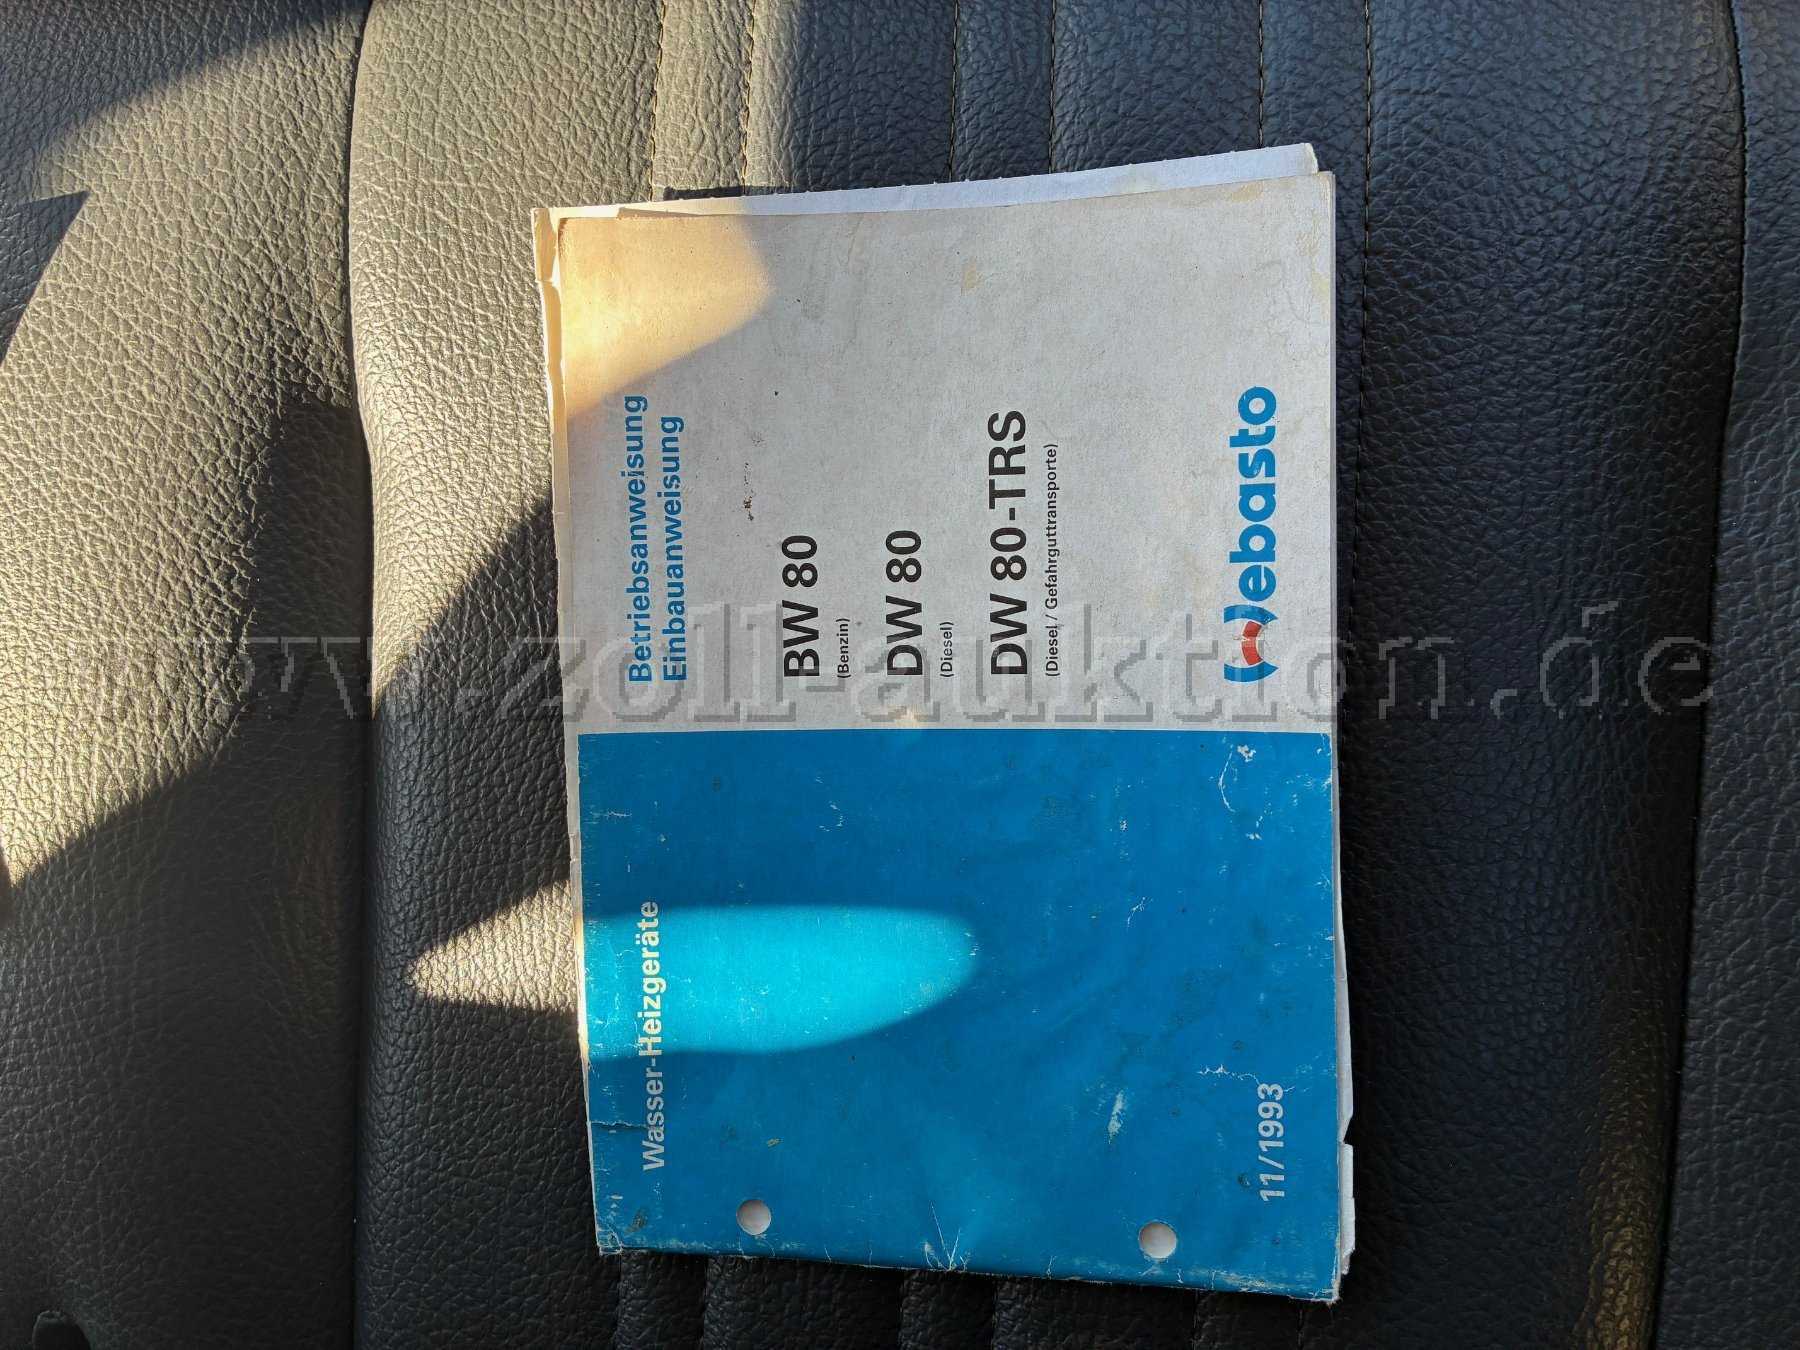 Wasser-Heizgeräte
Betriebsanweisung
Einbauanweisung
BW 80
(Benzin)
DW 80
(Diesel)
DW 80-TRS
(Diesel / Gefahrguttransporte)
11/1993
Webasto
www.zoll-auktion.de